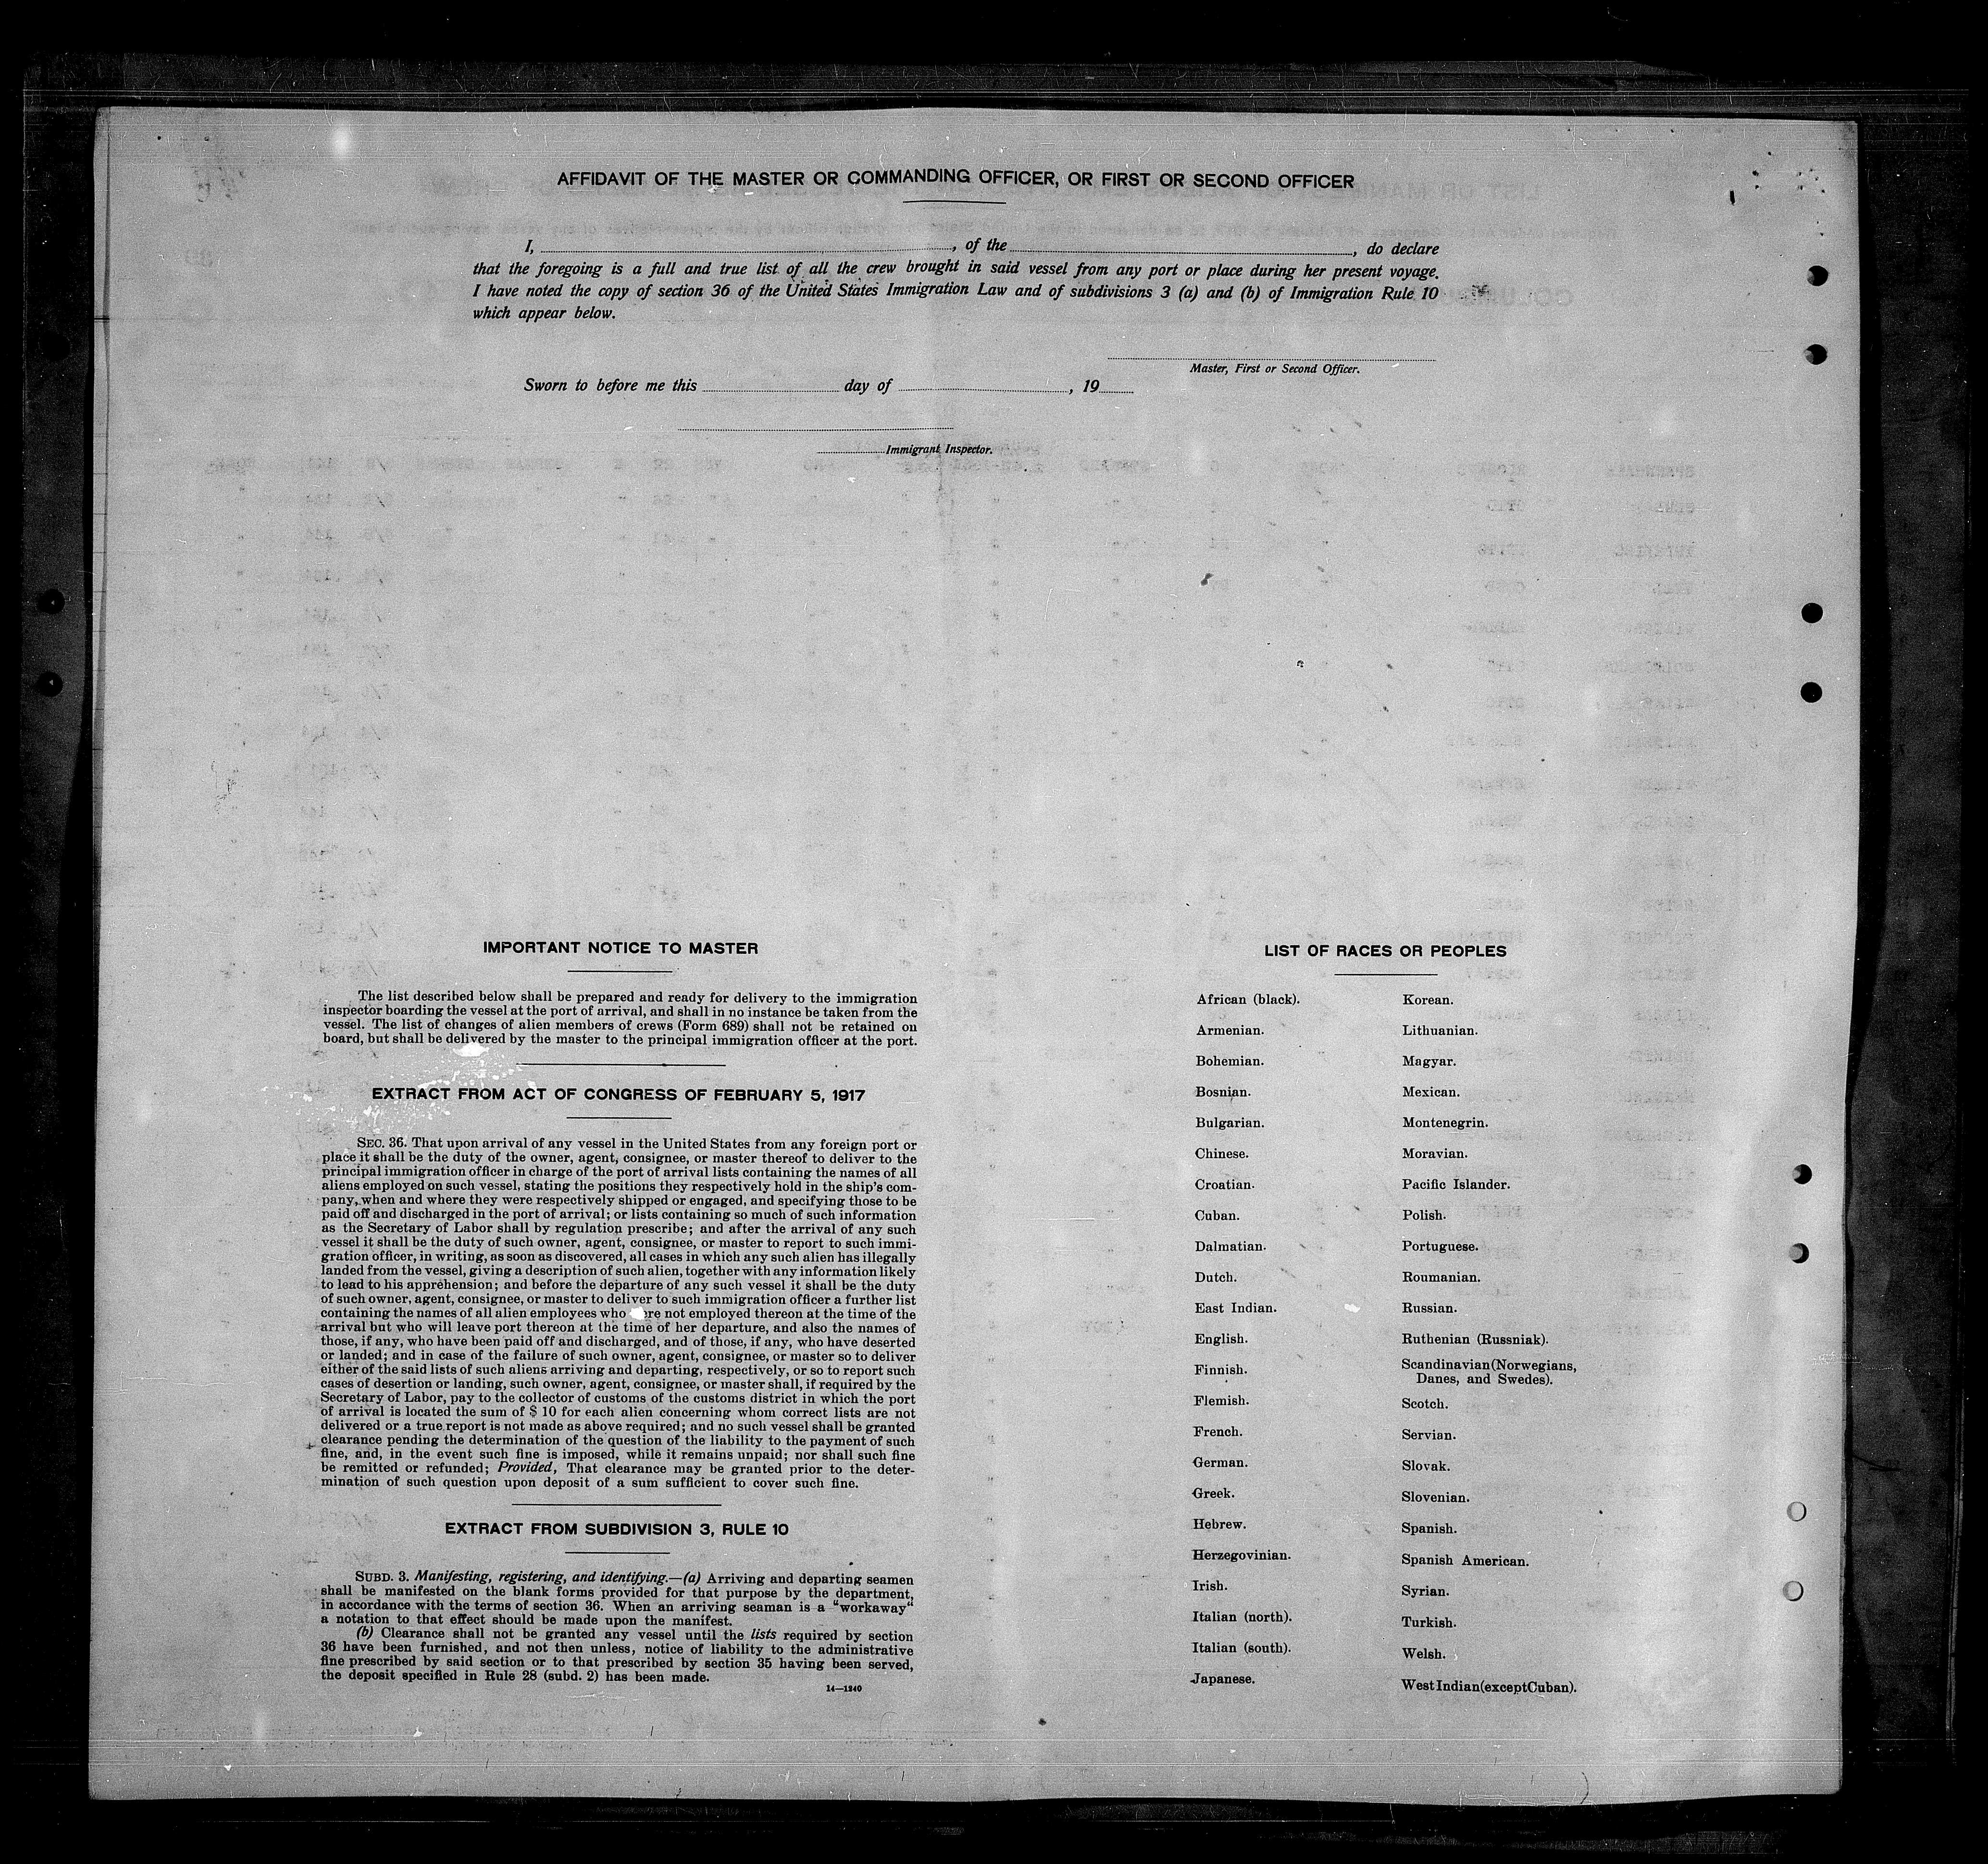 AFFIDAVIT OF THE MASTER OR COMMANDING OFFICER, OR FIRST OR SECOND OFFICER
I, , of the , do declare
that the foregoing is a full and true list of all the crew brought in said vessel from any port or place during her present voyage.
I have noted the copy of section 36 of the United States Immigration Law and of subdivisions 3 (a) and (b) of Immigration Rule 10
which appear below.
Master, First or Second Officer.
Sworn to before me this day of , 19
Immigrant Inspector.
IMPORTANT NOTICE TO MASTER
The list described below shall be prepared and ready for delivery to the immigration
inspector boarding the vessel at the port of arrival, and shall in no instance be taken from the
vessel. The list of changes of alien members of crews (Form 689) shall not be retained on
board, but shall be delivered by the master to the principal immigration officer at the port.
EXTRACT FROM ACT OF CONGRESS OF FEBRUARY 5, 1917
SEC. 36. That upon arrival of any vessel in the United States from any foreign port or
place it shall be the duty of the owner, agent, consignee, or master thereof to deliver to the
principal immigration officer in charge of the port of arrival lists containing the names of all
aliens employed on such vessel, stating the positions they respectively hold in the ship's com-
pany, when and where they were respectively shipped or engaged, and specifying those to be
paid off and discharged in the port of arrival; or lists containing so much of such information
as the Secretary of Labor shall by regulation prescribe; and after the arrival of any such
vessel it shall be the duty of such owner, agent, consignee, or master to report to such immi-
gration officer, in writing, as soon as discovered, all cases in which any such alien has illegally
landed from the vessel, giving a description of such alien, together with any information likely
to lead to his apprehension; and before the departure of any such vessel it shall be the duty
of such owner, agent, consignee, or master to deliver to such immigration officer a further list
containing the names of all alien employees who were not employed thereon at the time of the
arrival but who will leave port thereon at the time of her departure, and also the names of
those, if any, who have been paid off and discharged, and of those, if any, who have deserted
or landed; and in case of the failure of such owner, agent, consignee, or master so to deliver
either of the said lists of such aliens arriving and departing, respectively, or so to report such
cases of desertion or landing, such owner, agent, consignee, or master shall, if required by the
Secretary of Labor, pay to the collector of customs of the customs district in which the port
of arrival is located the sum of $ 10 for each alien concerning whom correct lists are not
delivered or a true report is not made as above required; and no such vessel shall be granted
clearance pending the determination of the question of the liability to the payment of such
fine, and, in the event such fine is imposed, while it remains unpaid; nor shall such fine
be remitted or refunded; Provided, That clearance may be granted prior to the deter-
mination of such question upon deposit of a sum sufficient to cover such fine.
EXTRACT FROM SUBDIVISION 3, RULE 10
SUBD. 3. Manifesting, registering, and identifying.—(a) Arriving and departing seamen
shall be manifested on the blank forms provided for that purpose by the department,
in accordance with the terms of section 36. When an arriving seaman is a “workaway“
a notation to that effect should be made upon the manifest.
(b) Clearance shall not be granted any vessel until the lists required by section
36 have been furnished, and not then unless, notice of liability to the administrative
fine prescribed by said section or to that prescribed by section 35 having been served,
the deposit specified in Rule 28 (subd. 2) has been made.
14—1240
LIST OF RACES OR PEOPLES
African (black).
Armenian.
Bohemian.
Bosnian.
Bulgarian.
Chinese.
Croatian.
Cuban.
Dalmatian.
Dutch.
East Indian.
English.
Finnish.
Flemish.
French.
German.
Greek.
Hebrew.
Herzegovinian.
Irish.
Italian (north).
Italian (south).
Japanese.
Korean.
Lithuanian.
Magyar.
Mexican.
Montenegrin.
Moravian.
Pacific Islander.
Polish.
Portuguese.
Roumanian.
Russian.
Ruthenian (Russniak).
Scandinavian(Norwegians,
Danes, and Swedes).
Scotch.
Servian.
Slovak.
Slovenian.
Spanish.
Spanish American.
Syrian.
Turkish.
Welsh.
West Indian(except Cuban).